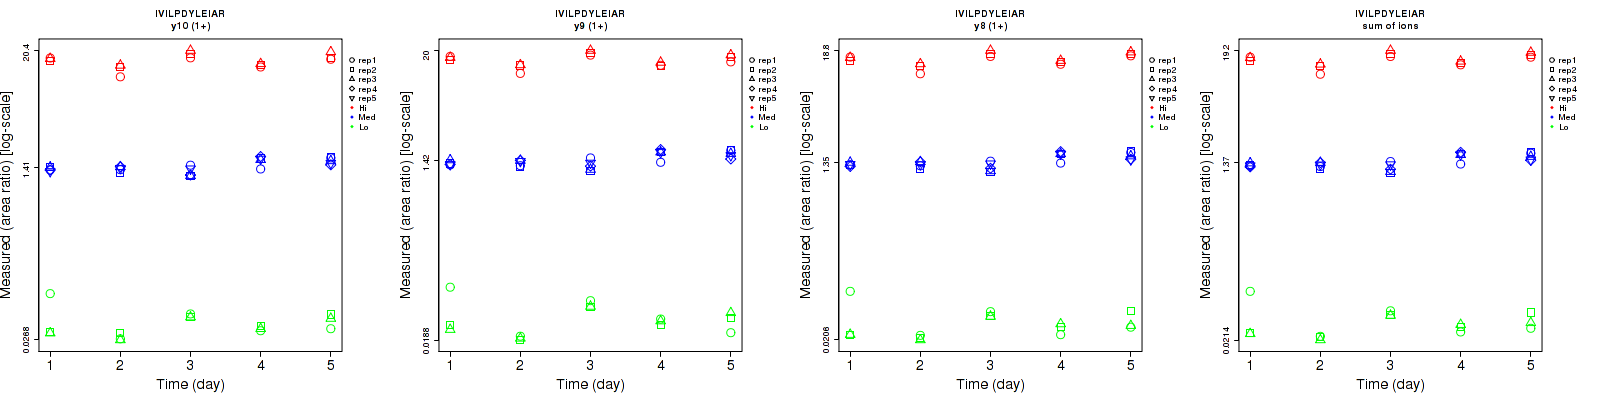 IVILPDYLEIAR
y10 (1+)
Measured (area ratio) [log-scale]
20.4
1.41
0.0268
1 2 3 4 5
Time (day)
rep1
rep2
rep3
rep4
rep5
Hi
Med
Lo
IVILPDYLEIAR
y9 (1+)
Measured (area ratio) [log-scale]
20
1.42
0.0188
1 2 3 4 5
Time (day)
rep1
rep2
rep3
rep4
rep5
Hi
Med
Lo
IVILPDYLEIAR
y8 (1+)
Measured (area ratio) [log-scale]
18.8
1.35
0.0206
1 2 3 4 5
Time (day)
rep1
rep2
rep3
rep4
rep5
Hi
Med
Lo
IVILPDYLEIAR
sum of ions
Measured (area ratio) [log-scale]
19.2
1.37
0.0214
1 2 3 4 5
Time (day)
rep1
rep2
rep3
rep4
rep5
Hi
Med
Lo